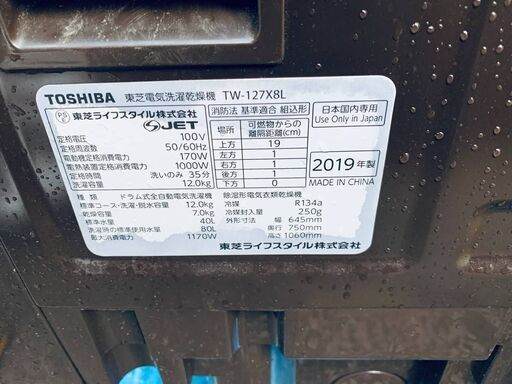 TOSHIBA 東芝電気洗濯乾燥機 TW-127X8L
PS E 東芝ライフスタイル株式会社
S JET
定格電圧 100V
定格周波数 50/60Hz
電動機定格消費電力 170W
電熱装置定格消費電力 1000W
定格時間 洗いのみ 35分
洗濯容量 12.0kg
消防法 基準適合 組込形
場所 可燃物からの離隔距離(cm)
上方 19
左方 1
右方 1
後方 1
下方 0
日本国内専用
Use Only in Japan
2019年製
MADE IN CHINA
種類 ドラム式全自動電気洗濯機
標準コース・洗濯・脱水容量 12.0kg
乾燥容量 7.0kg
標準水量 40L
洗濯時の標準使用水量 80L
最大消費電力 1170W
除湿形電気衣類乾燥機
冷媒 R134a
冷媒封入量 250g
外形寸法 幅 645mm
奥行 750mm
高さ 1060mm
東芝ライフスタイル株式会社